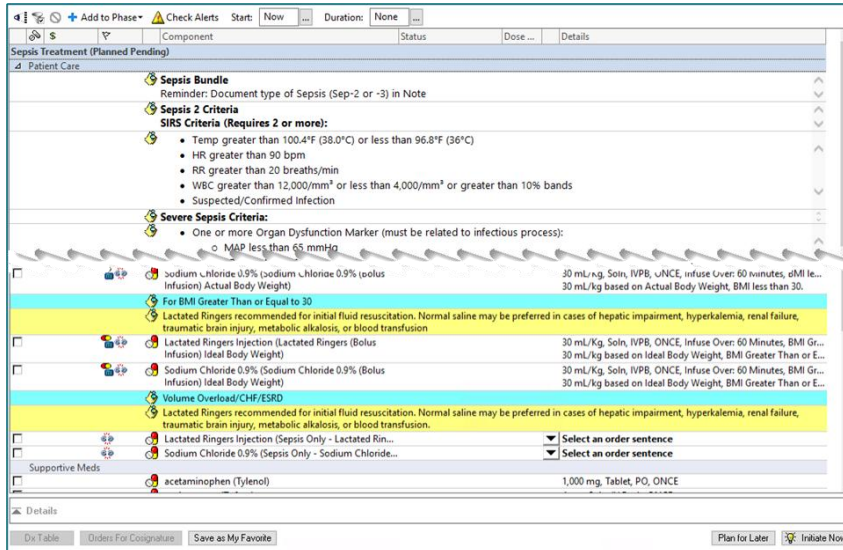 Add to Phase Check Alerts Start: Now ... Duration: None ...
$ Component Status Dose ... Details
Sepsis Treatment (Planned Pending)
Patient Care
Sepsis Bundle
Reminder: Document type of Sepsis (Sep-2 or -3) in Note
Sepsis 2 Criteria
SIRS Criteria (Requires 2 or more):
• Temp greater than 100.4°F (38.0°C) or less than 96.8°F (36°C)
• HR greater than 90 bpm
• RR greater than 20 breaths/min
• WBC greater than 12,000/mm³ or less than 4,000/mm³ or greater than 10% bands
• Suspected/Confirmed Infection
Severe Sepsis Criteria:
• One or more Organ Dysfunction Marker (must be related to infectious process):
○ MAP less than 65 mmHg
Sodium Chloride 0.9% (Sodium Chloride 0.9% (Bolus 30 mL/Kg, Soln, IVPB, ONCE, Infuse Over: 60 Minutes, BMI le...
Infusion) Actual Body Weight) 30 mL/kg based on Actual Body Weight, BMI less than 30.
For BMI Greater Than or Equal to 30
Lactated Ringers recommended for initial fluid resuscitation. Normal saline may be preferred in cases of hepatic impairment, hyperkalemia, renal failure,
traumatic brain injury, metabolic alkalosis, or blood transfusion
Lactated Ringers Injection (Lactated Ringers (Bolus 30 mL/Kg, Soln, IVPB, ONCE, Infuse Over: 60 Minutes, BMI Gr...
Infusion) Ideal Body Weight) 30 mL/kg based on Ideal Body Weight, BMI Greater Than or E...
Sodium Chloride 0.9% (Sodium Chloride 0.9% (Bolus 30 mL/Kg, Soln, IVPB, ONCE, Infuse Over: 60 Minutes, BMI Gr...
Infusion) Ideal Body Weight) 30 mL/kg based on Ideal Body Weight, BMI Greater Than or E...
Volume Overload/CHF/ESRD
Lactated Ringers recommended for initial fluid resuscitation. Normal saline may be preferred in cases of hepatic impairment, hyperkalemia, renal failure,
traumatic brain injury, metabolic alkalosis, or blood transfusion.
Lactated Ringers Injection (Sepsis Only - Lactated Rin... Select an order sentence
Sodium Chloride 0.9% (Sepsis Only - Sodium Chloride... Select an order sentence
Supportive Meds
acetaminophen (Tylenol) 1,000 mg, Tablet, PO, ONCE
Details
Dx Table Orders For Cosignature Save as My Favorite Plan for Later Initiate Now